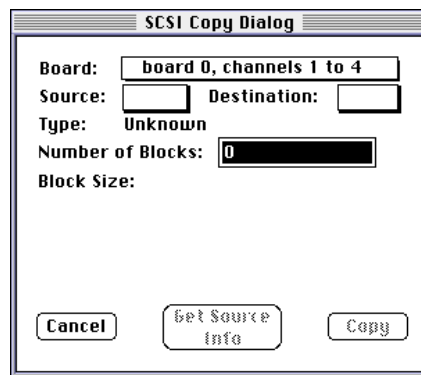 SCSI Copy Dialog
Board: board 0, channels 1 to 4
Source: Destination:
Type: Unknown
Number of Blocks: 0
Block Size:
Cancel Get Source Info Copy